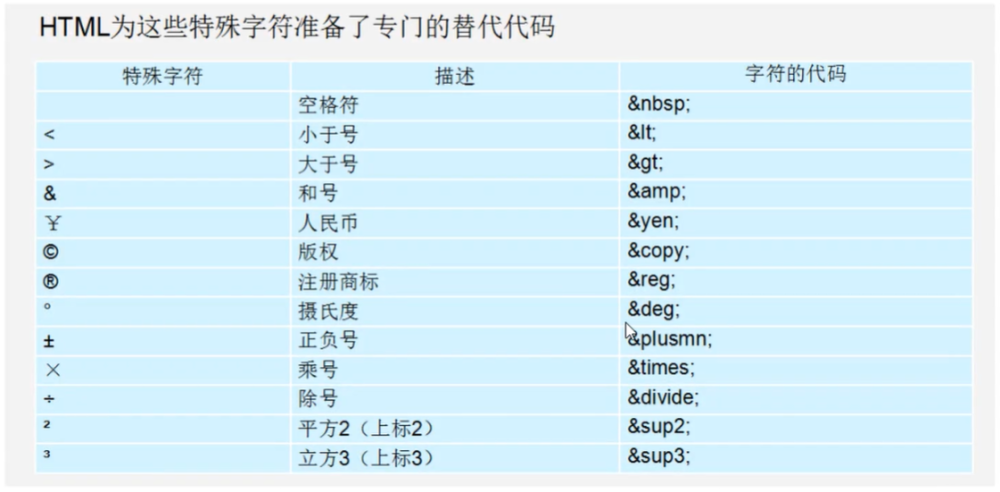 HTML为这些特殊字符准备了专门的替代代码
特殊字符 描述 字符的代码
空格符 &nbsp;
< 小于号 &lt;
> 大于号 &gt;
& 和号 &amp;
¥ 人民币 &yen;
© 版权 &copy;
® 注册商标 &reg;
° 摄氏度 &deg;
± 正负号 &plusmn;
× 乘号 &times;
÷ 除号 &divide;
² 平方2（上标2） &sup2;
³ 立方3（上标3） &sup3;